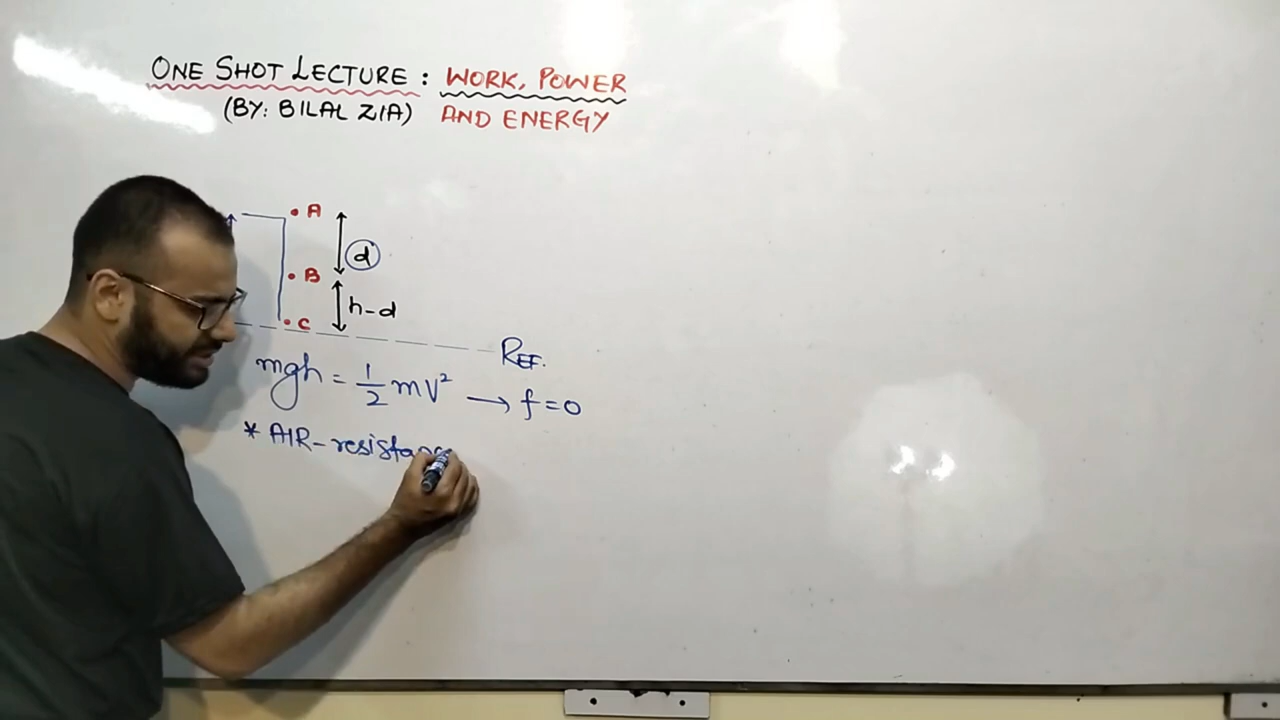 ONE SHOT LECTURE: WORK, POWER
(BY: BILAL ZIA) AND ENERGY
A
d
B
h-d
C
REF.
mgh = 1/2 mV² → f=0
* AIR-resistance